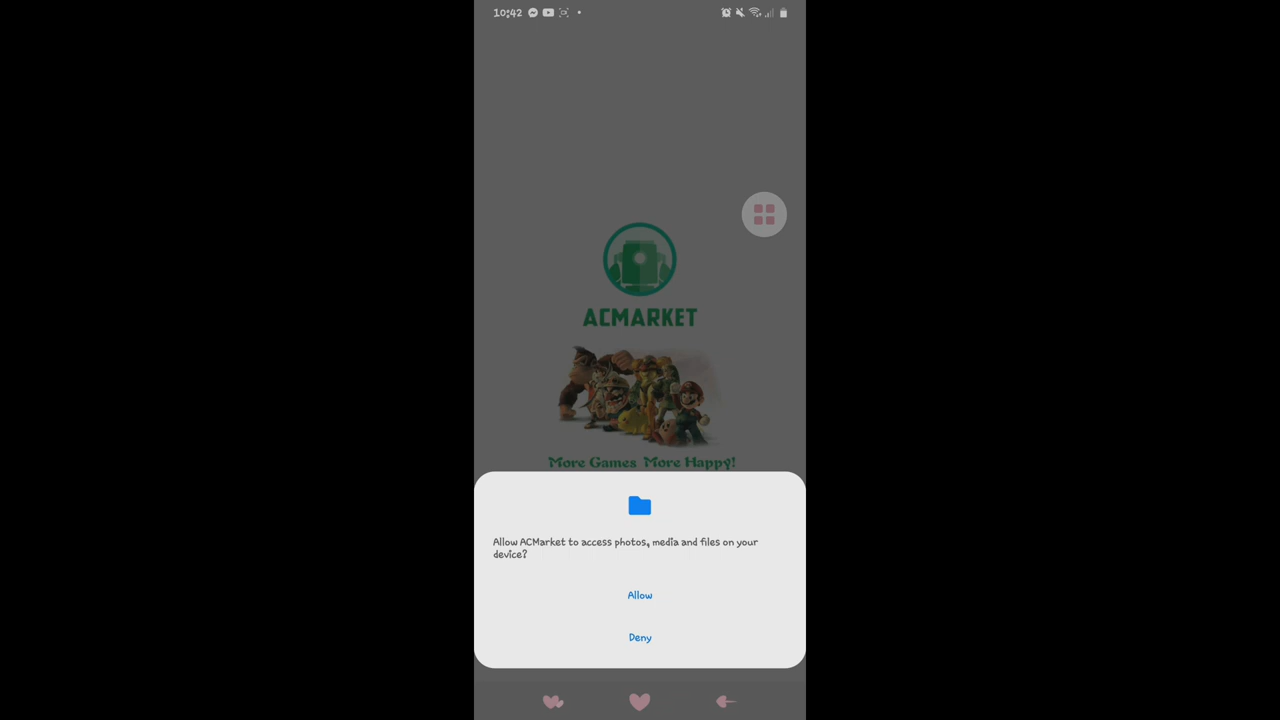 10:42
ACMARKET
More Games More Happy!
Allow ACMarket to access photos, media and files on your
device?
Allow
Deny